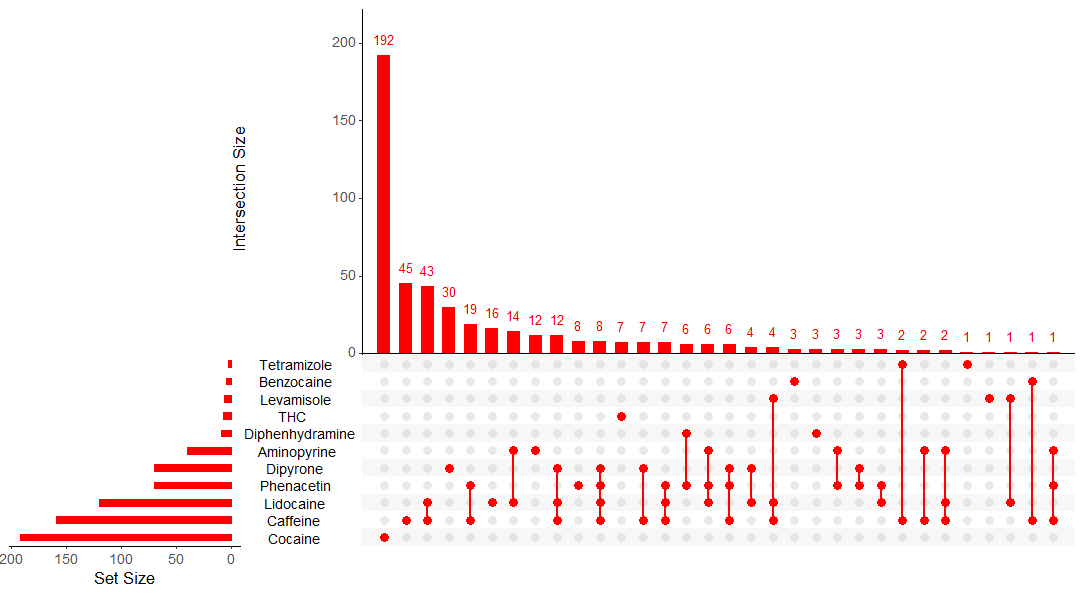 192
200
150
Intersection Size
100
50
45 43 30 19 16 14 12 12 8 8 7 7 7 6 6 6 4 4 3 3 3 3 3 2 2 2 1 1 1 1 1
0
Tetramizole
Benzocaine
Levamisole
THC
Diphenhydramine
Aminopyrine
Dipyrone
Phenacetin
Lidocaine
Caffeine
Cocaine
200 150 100 50 0
Set Size